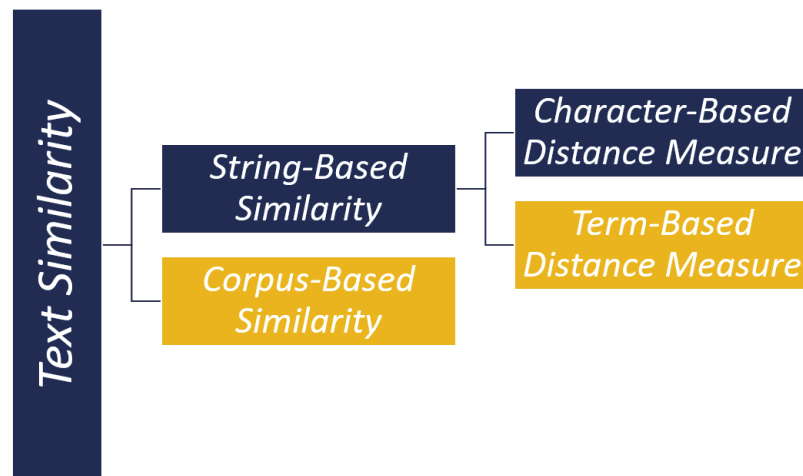 Text Similarity
String-Based
Similarity
Corpus-Based
Similarity
Character-Based
Distance Measure
Term-Based
Distance Measure